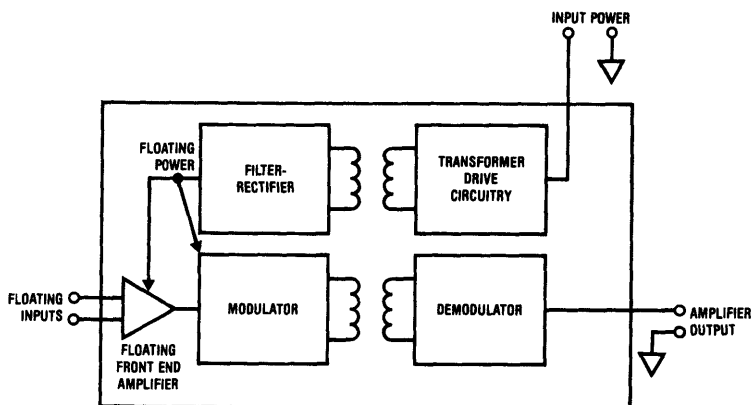 INPUT POWER
FLOATING
POWER
FILTER-
RECTIFIER
TRANSFORMER
DRIVE
CIRCUITRY
FLOATING
INPUTS
MODULATOR
DEMODULATOR
AMPLIFIER
OUTPUT
FLOATING
FRONT END
AMPLIFIER